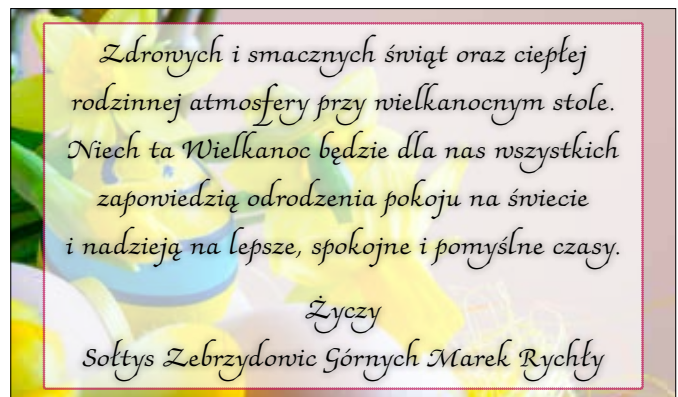 Zdrowych i smacznych świąt oraz ciepłej
rodzinnej atmosfery przy wielkanocnym stole.
Niech ta Wielkanoc będzie dla nas wszystkich
zapowiedzią odrodzenia pokoju na świecie
i nadzieją na lepsze, spokojne i pomyślne czasy.
Życzy
Sołtys Zebrzydowic Górnych Marek Rychły